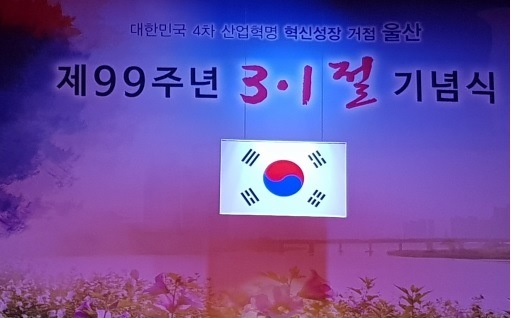 대한민국 4차 산업혁명 혁신성장 거점 울산
제99주년 3·1절 기념식